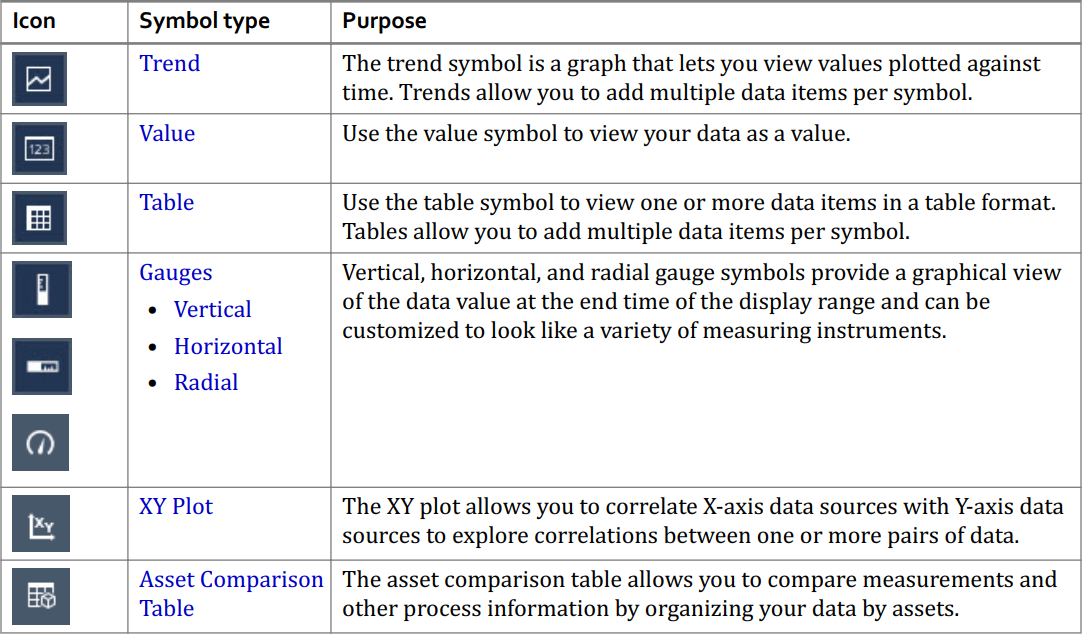 Icon Symbol type Purpose
Trend The trend symbol is a graph that lets you view values plotted against
time. Trends allow you to add multiple data items per symbol.
123 Value Use the value symbol to view your data as a value.
Table Use the table symbol to view one or more data items in a table format.
Tables allow you to add multiple data items per symbol.
Gauges Vertical, horizontal, and radial gauge symbols provide a graphical view
• Vertical of the data value at the end time of the display range and can be
• Horizontal customized to look like a variety of measuring instruments.
• Radial
XY XY Plot The XY plot allows you to correlate X-axis data sources with Y-axis data
sources to explore correlations between one or more pairs of data.
Asset Comparison The asset comparison table allows you to compare measurements and
Table other process information by organizing your data by assets.